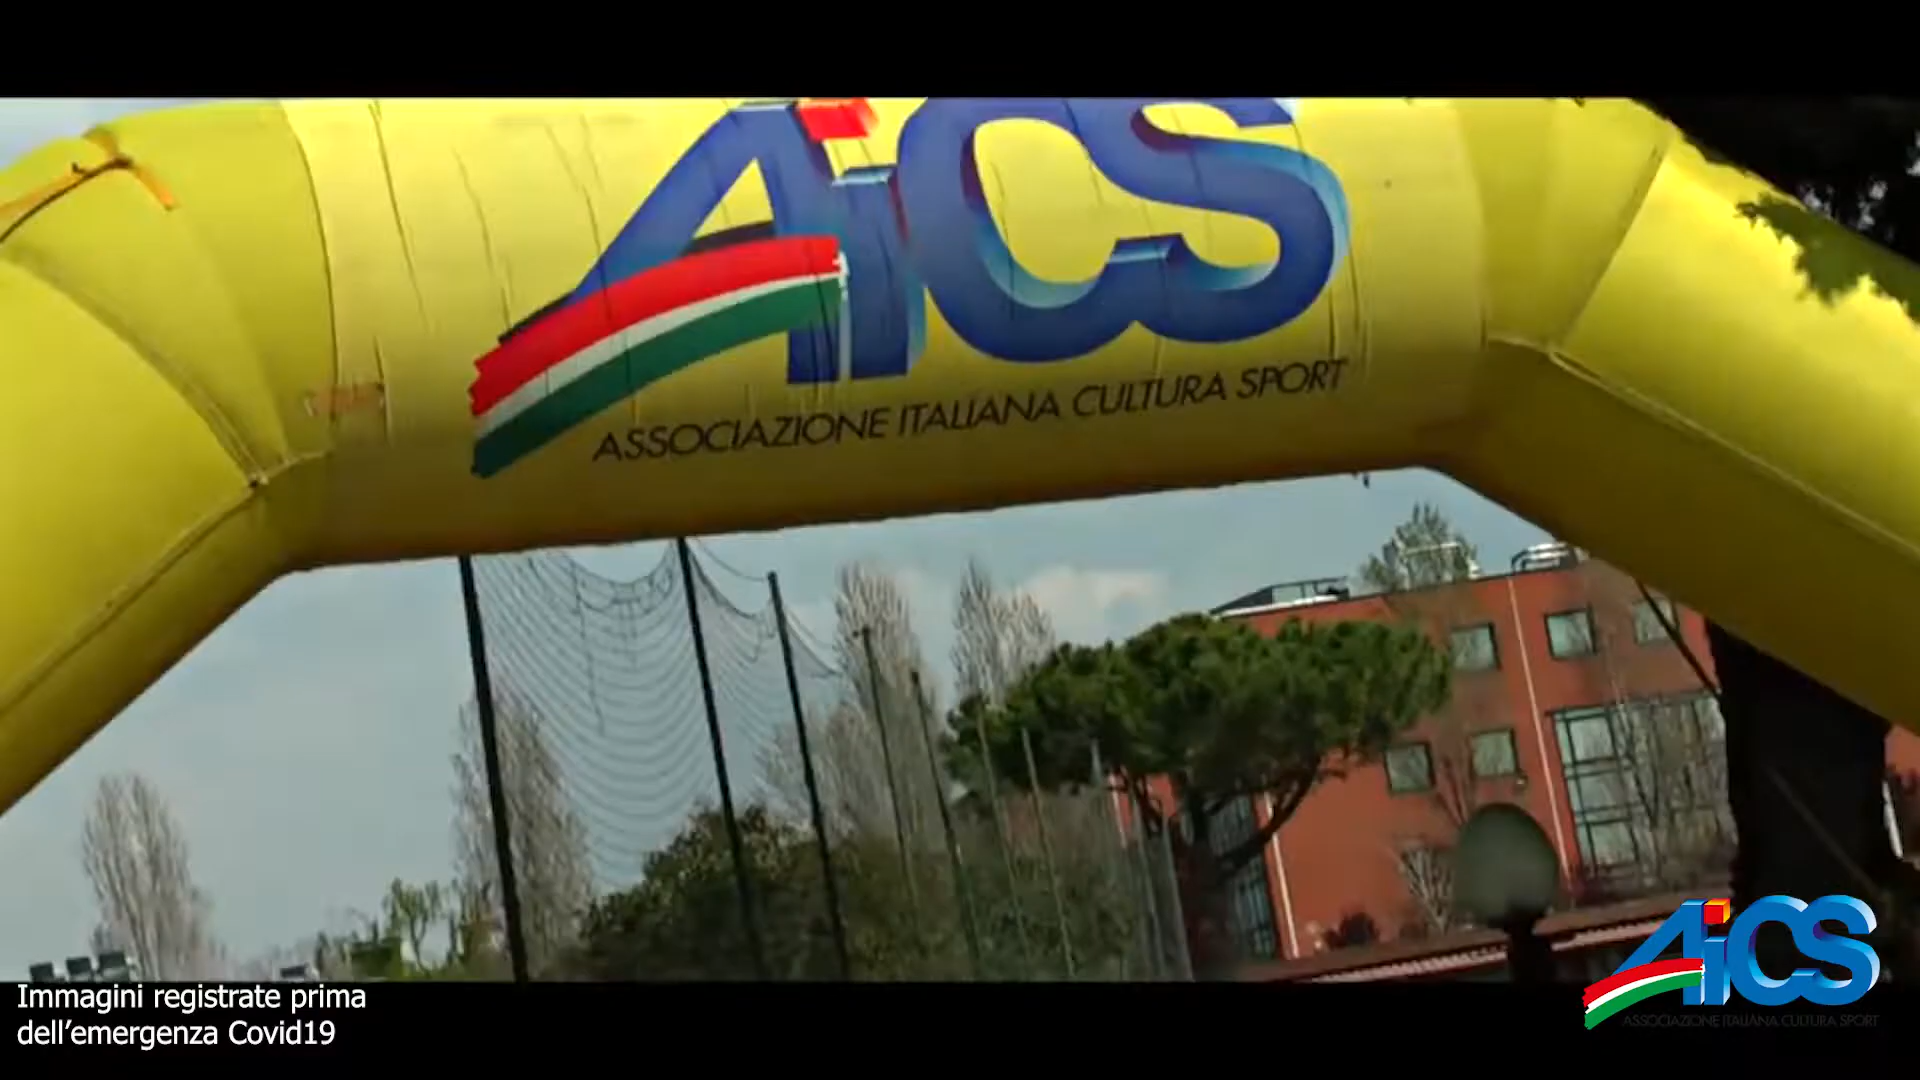 AiCS
ASSOCIAZIONE ITALIANA CULTURA SPORT
Immagini registrate prima
dell'emergenza Covid19
AiCS
ASSOCIAZIONE ITALIANA CULTURA SPORT